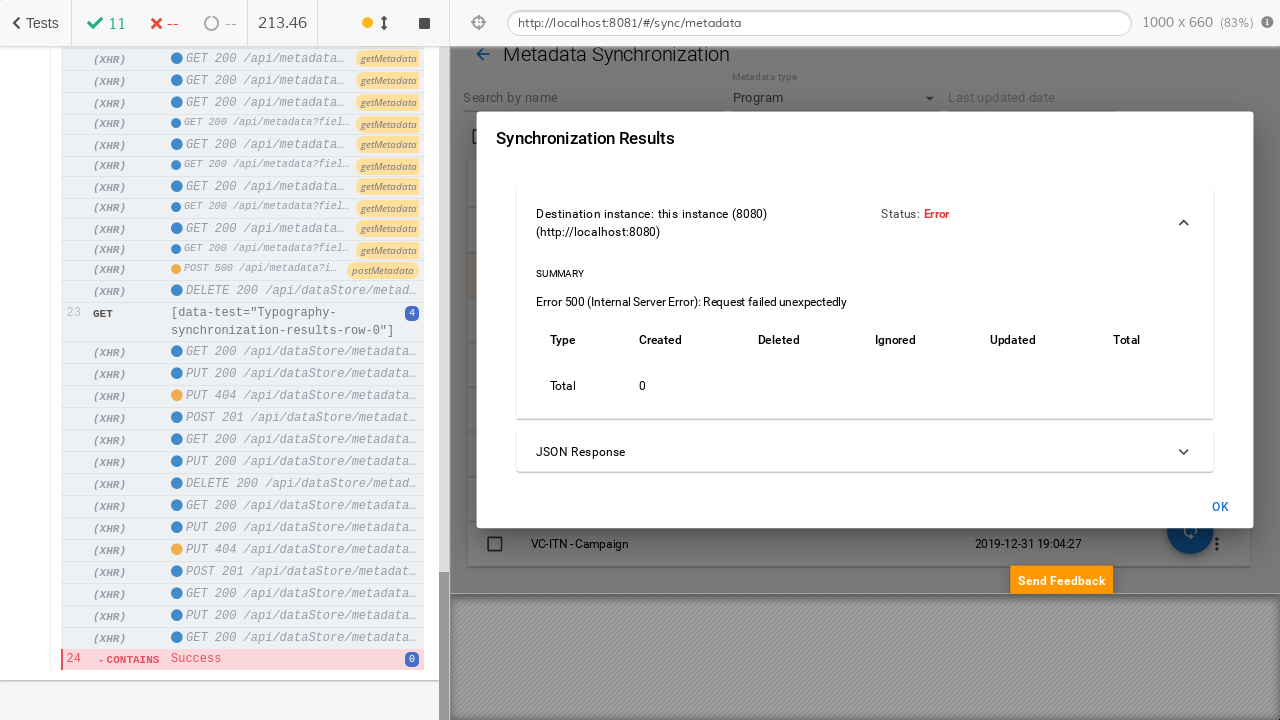 Tests 11 -- -- 213.46
http://localhost:8081/#/sync/metadata 1000 x 660 (83%)
(XHR) GET 200 /api/metadata… getMetadata
(XHR) GET 200 /api/metadata… getMetadata
(XHR) GET 200 /api/metadata… getMetadata
(XHR) GET 200 /api/metadata?fiel… getMetadata
(XHR) GET 200 /api/metadata… getMetadata
(XHR) GET 200 /api/metadata?fiel… getMetadata
(XHR) GET 200 /api/metadata… getMetadata
(XHR) GET 200 /api/metadata?fiel… getMetadata
(XHR) GET 200 /api/metadata… getMetadata
(XHR) GET 200 /api/metadata?fiel… getMetadata
(XHR) POST 500 /api/metadata?i… postMetadata
(XHR) DELETE 200 /api/dataStore/metad…
23 GET [data-test="Typography-
synchronization-results-row-0"] 4
(XHR) GET 200 /api/dataStore/metadata…
(XHR) PUT 200 /api/dataStore/metadata…
(XHR) PUT 404 /api/dataStore/metadata…
(XHR) POST 201 /api/dataStore/metadat…
(XHR) GET 200 /api/dataStore/metadata…
(XHR) PUT 200 /api/dataStore/metadata…
(XHR) DELETE 200 /api/dataStore/metad…
(XHR) GET 200 /api/dataStore/metadata…
(XHR) PUT 200 /api/dataStore/metadata…
(XHR) PUT 404 /api/dataStore/metadata…
(XHR) POST 201 /api/dataStore/metadat…
(XHR) GET 200 /api/dataStore/metadata…
(XHR) PUT 200 /api/dataStore/metadata…
(XHR) GET 200 /api/dataStore/metadata…
24 -CONTAINS Success 0
Metadata Synchronization
Metadata type
Search by name Program Last updated date
Synchronization Results
Destination instance: this instance (8080) Status: Error
(http://localhost:8080)
SUMMARY
Error 500 (Internal Server Error): Request failed unexpectedly
Type Created Deleted Ignored Updated Total
Total 0
JSON Response
OK
VC-ITN - Campaign 2019-12-31 19:04:27
Send Feedback